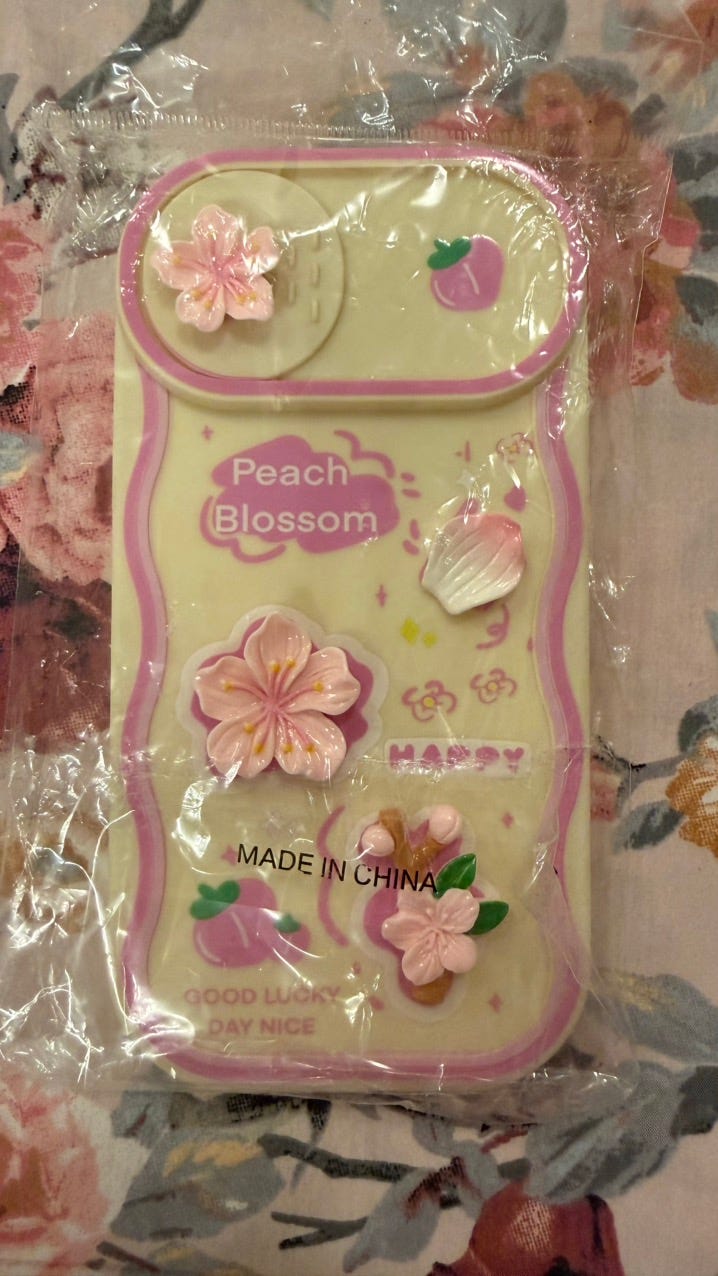 Peach
Blossom
HAPPY
MADE IN CHINA
GOOD LUCKY
DAY NICE